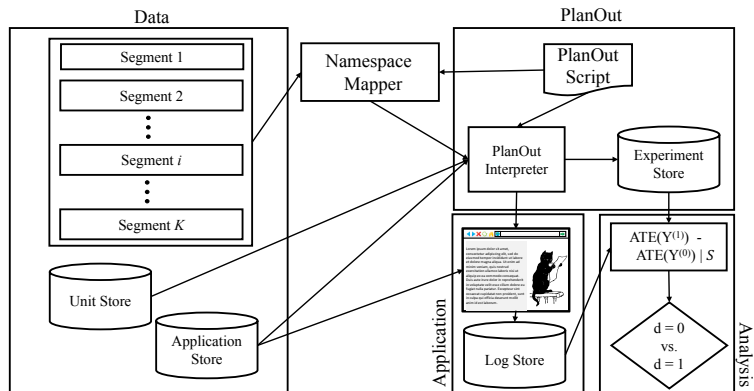 Data
PlanOut
Segment 1
Segment 2
Segment i
Segment K
Namespace
Mapper
PlanOut
Script
PlanOut
Interpreter
Experiment
Store
Unit Store
Application
Store
Log Store
Application
ATE(Y⁽¹⁾) -
ATE(Y⁽⁰⁾) | S
d = 0
vs.
d = 1
Analysis